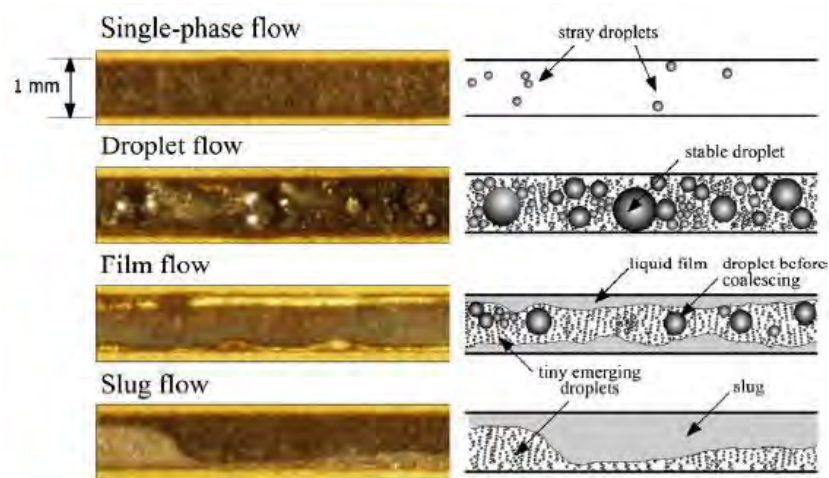 Single-phase flow
stray droplets
1 mm
Droplet flow
stable droplet
Film flow
liquid film
droplet before
coalescing
tiny emerging
droplets
Slug flow
slug